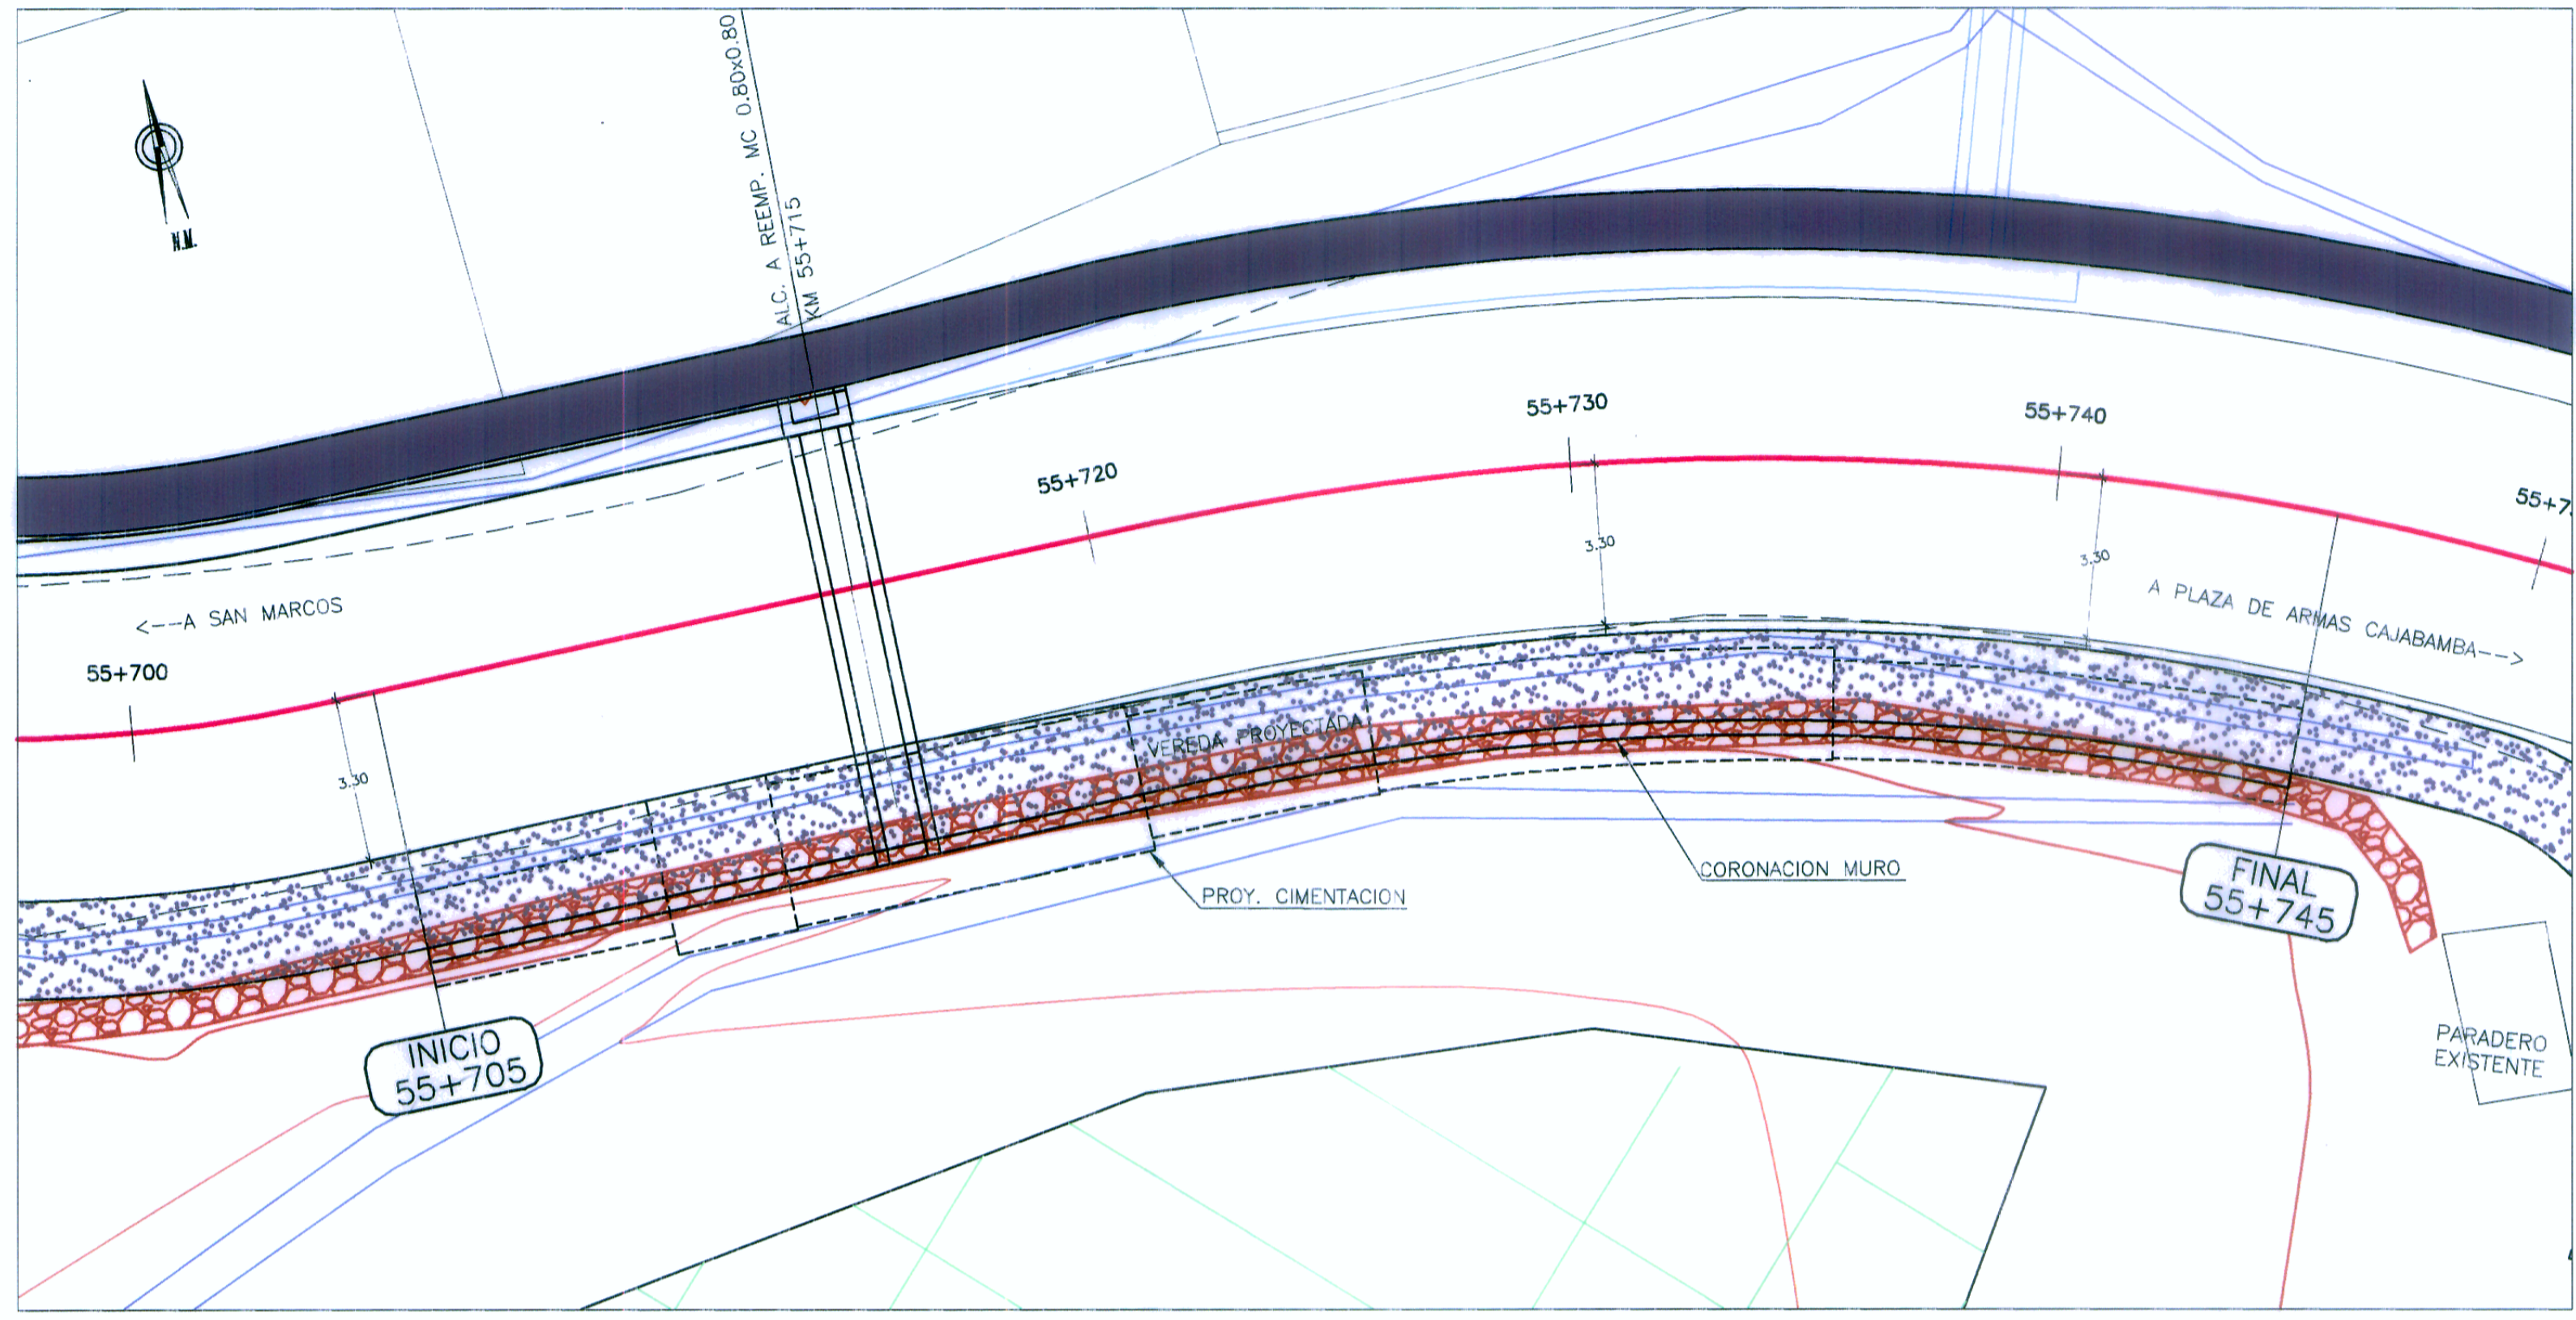 ALC. A REEMP. MC 0.80x0.80
KM 55+715
N.M.
55+730
55+740
55+720
3.30
3.30
<---A SAN MARCOS
A PLAZA DE ARMAS CAJABAMBA-->
55+700
3.30
VEREDA PROYECTADA
CORONACION MURO
PROY. CIMENTACION
FINAL
55+745
INICIO
55+705
PARADERO
EXISTENTE